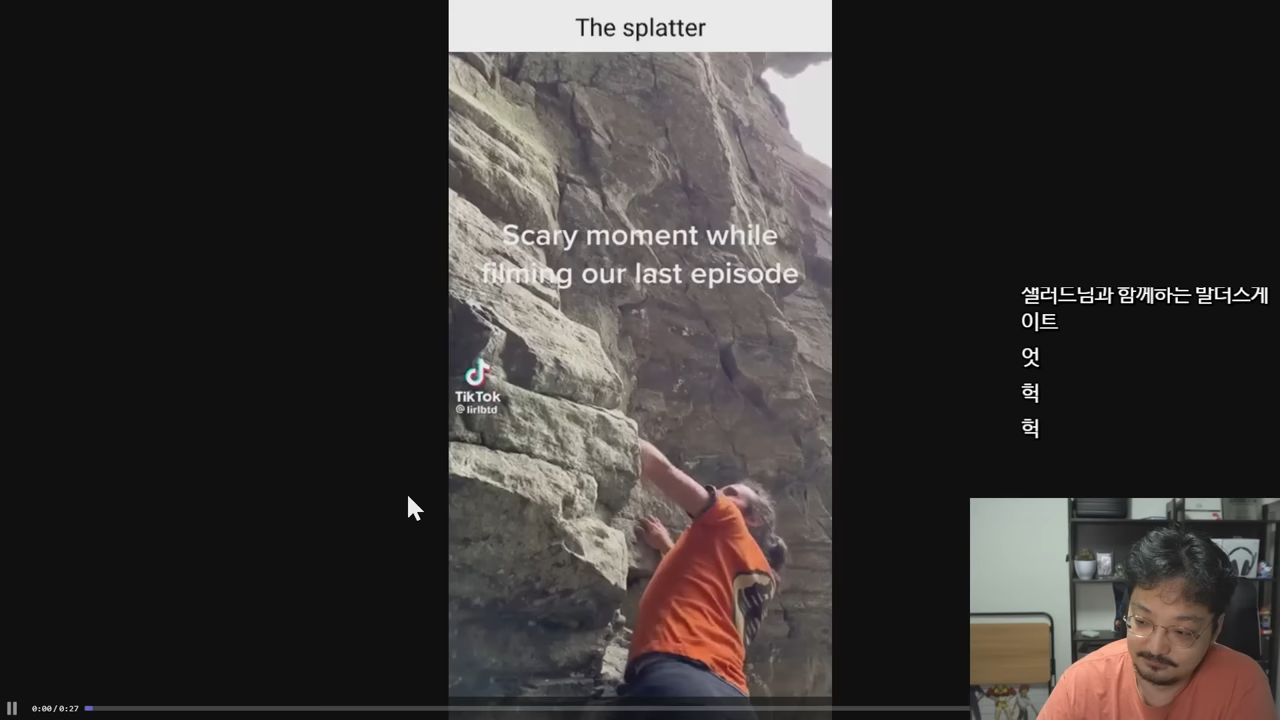 The splatter
Scary moment while
filming our last episode
TikTok
@lirlbtd
샐러드님과 함께하는 발더스게
이트
엇
헉
헉
0:00/0:27